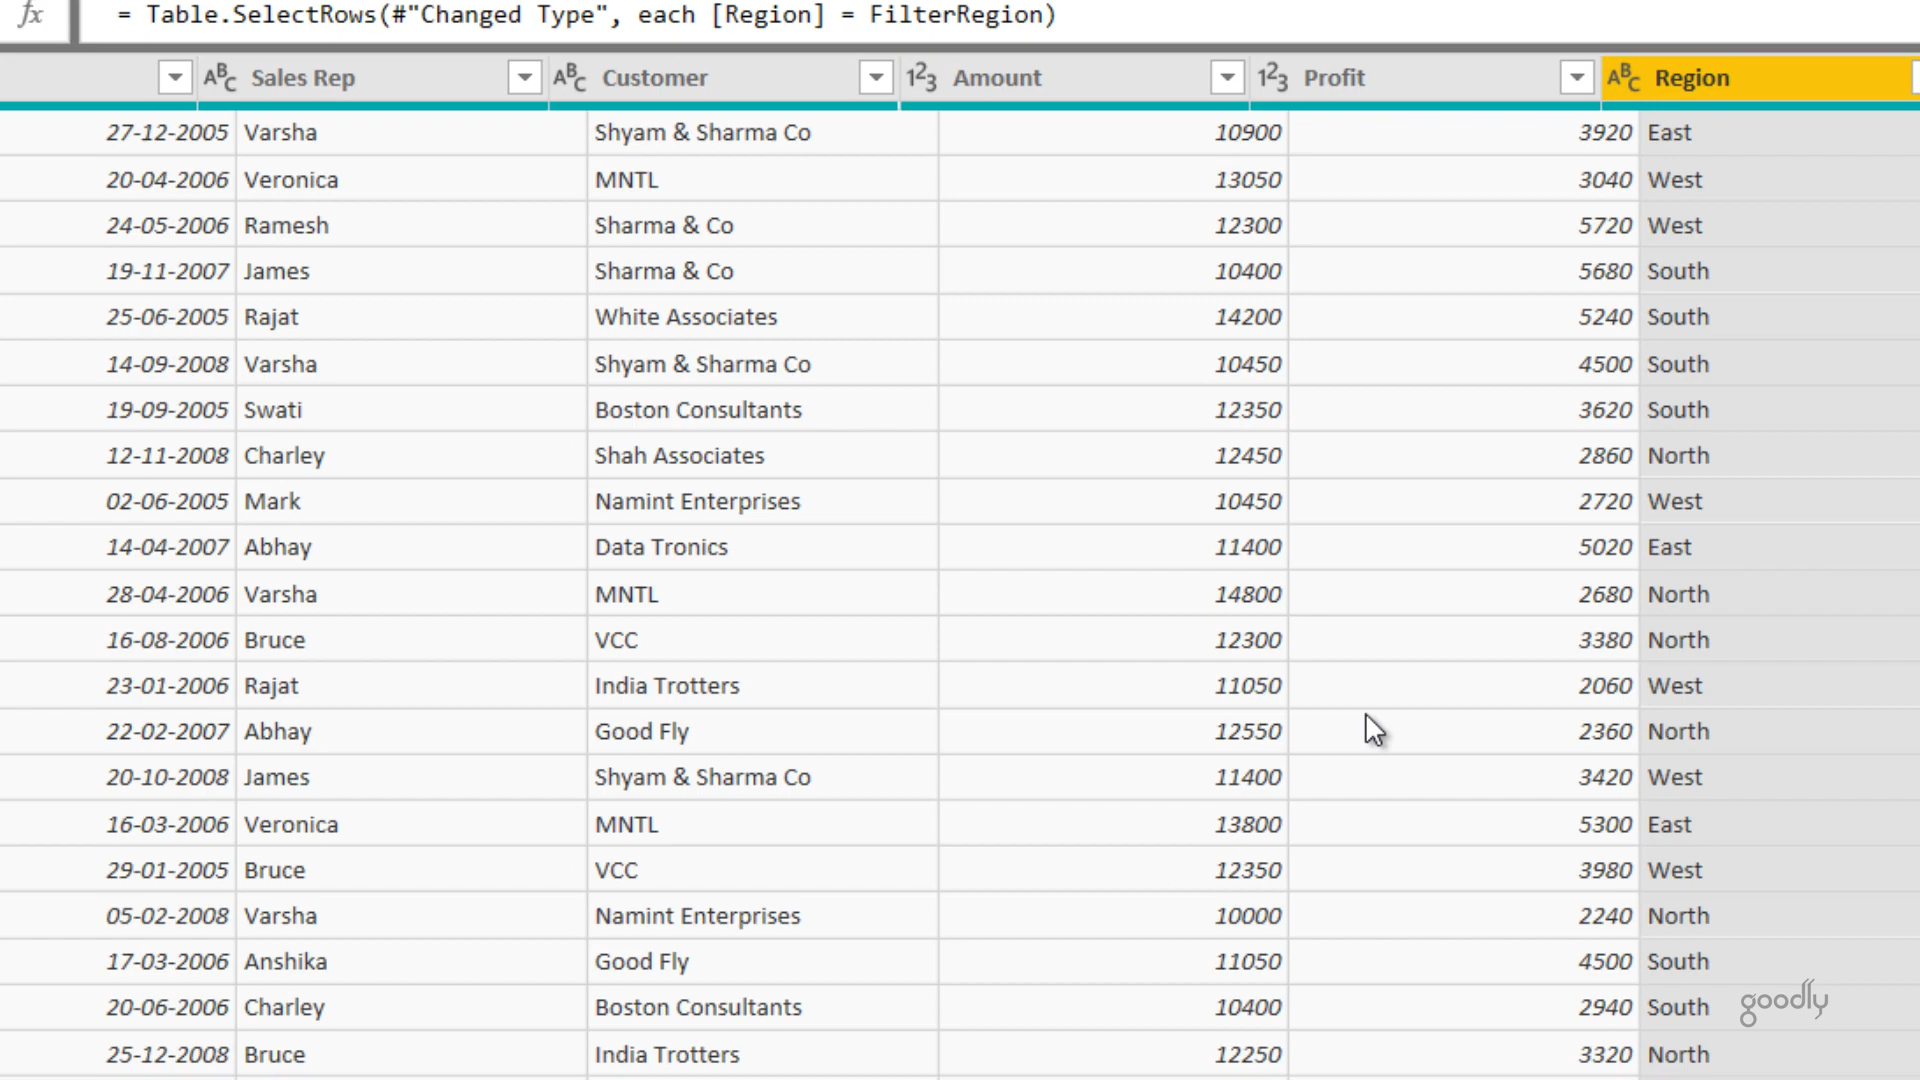 fx = Table.SelectRows(#"Changed Type", each [Region] = FilterRegion)
ABC Sales Rep ABC Customer 123 Amount 123 Profit ABC Region
27-12-2005 Varsha Shyam & Sharma Co 10900 3920 East
20-04-2006 Veronica MNTL 13050 3040 West
24-05-2006 Ramesh Sharma & Co 12300 5720 West
19-11-2007 James Sharma & Co 10400 5680 South
25-06-2005 Rajat White Associates 14200 5240 South
14-09-2008 Varsha Shyam & Sharma Co 10450 4500 South
19-09-2005 Swati Boston Consultants 12350 3620 South
12-11-2008 Charley Shah Associates 12450 2860 North
02-06-2005 Mark Namint Enterprises 10450 2720 West
14-04-2007 Abhay Data Tronics 11400 5020 East
28-04-2006 Varsha MNTL 14800 2680 North
16-08-2006 Bruce VCC 12300 3380 North
23-01-2006 Rajat India Trotters 11050 2060 West
22-02-2007 Abhay Good Fly 12550 2360 North
20-10-2008 James Shyam & Sharma Co 11400 3420 West
16-03-2006 Veronica MNTL 13800 5300 East
29-01-2005 Bruce VCC 12350 3980 West
05-02-2008 Varsha Namint Enterprises 10000 2240 North
17-03-2006 Anshika Good Fly 11050 4500 South
20-06-2006 Charley Boston Consultants 10400 2940 South
goodly
25-12-2008 Bruce India Trotters 12250 3320 North